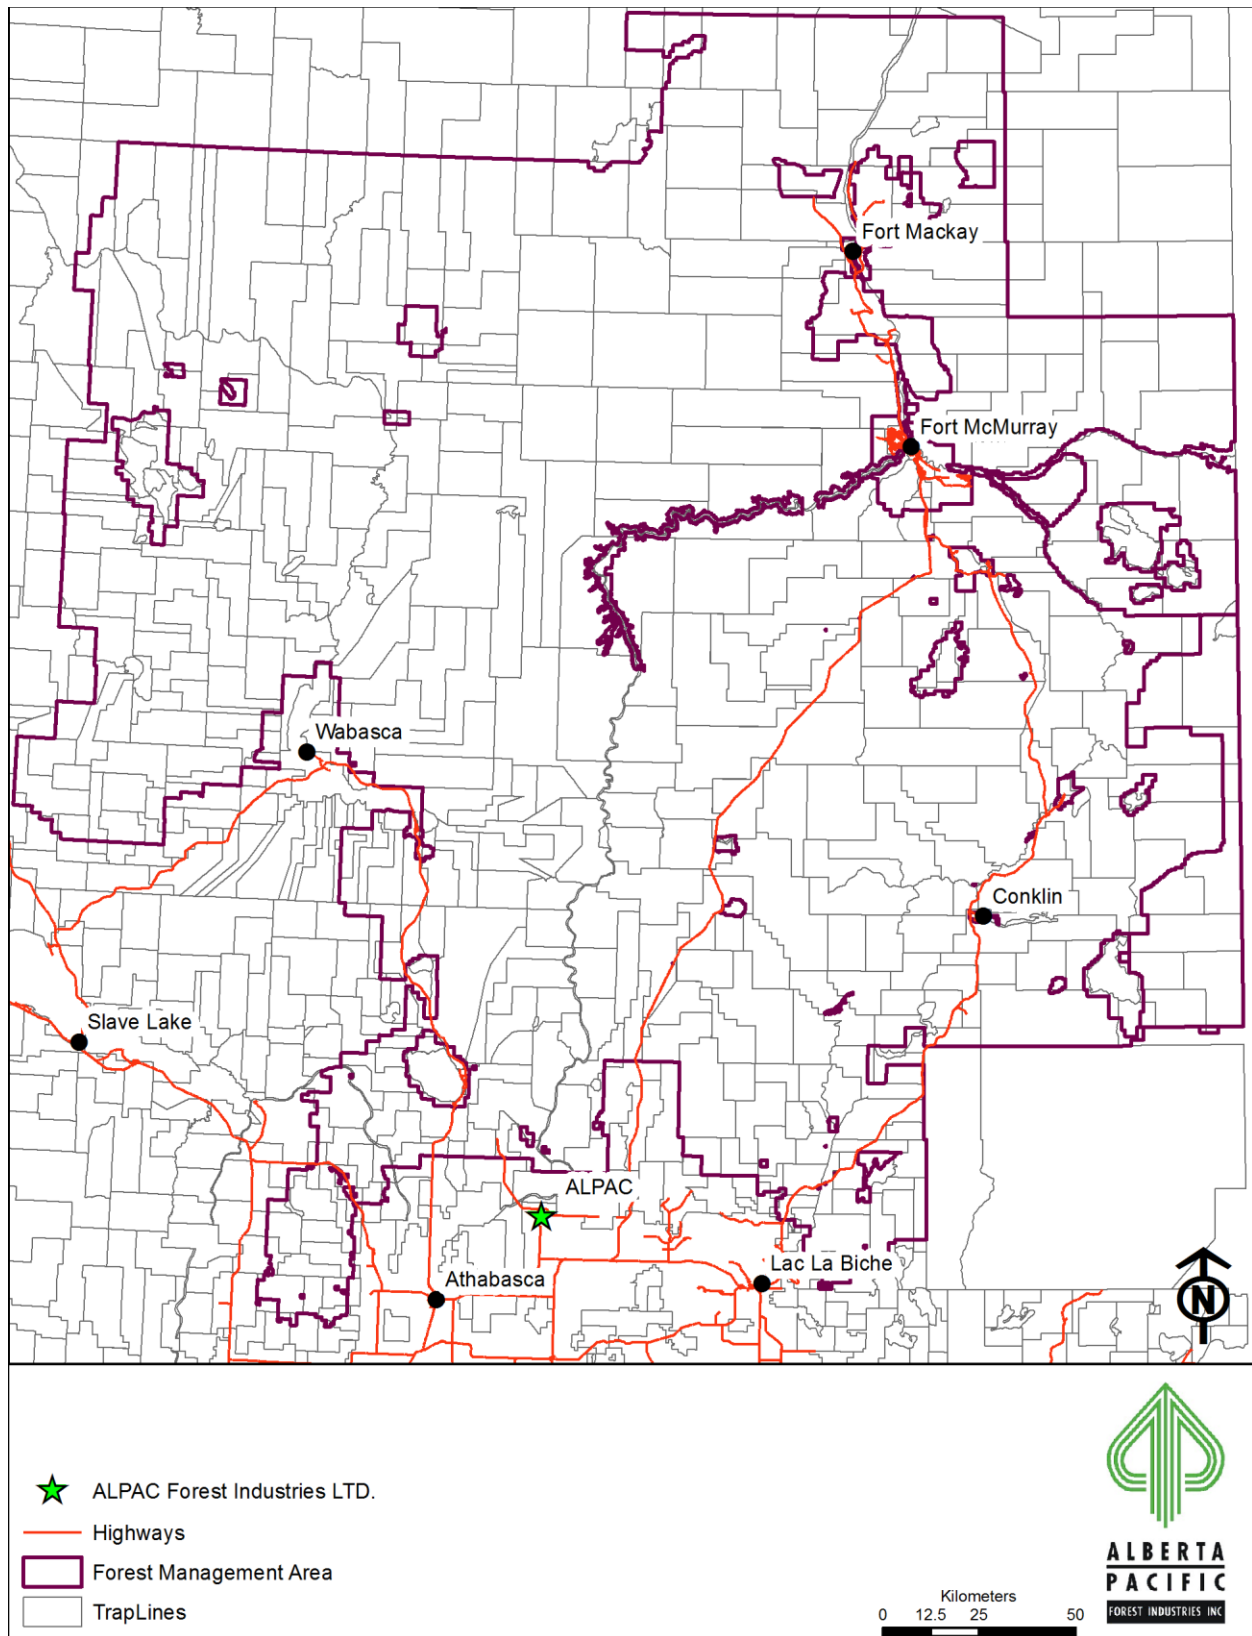 Fort Mackay
Fort McMurray
Wabasca
Conklin
Slave Lake
ALPAC
Lac La Biche
Athabasca
N
ALPAC Forest Industries LTD.
Highways
Forest Management Area
TrapLines
Kilometers
0 12.5 25 50
ALBERTA
PACIFIC
FOREST INDUSTRIES INC